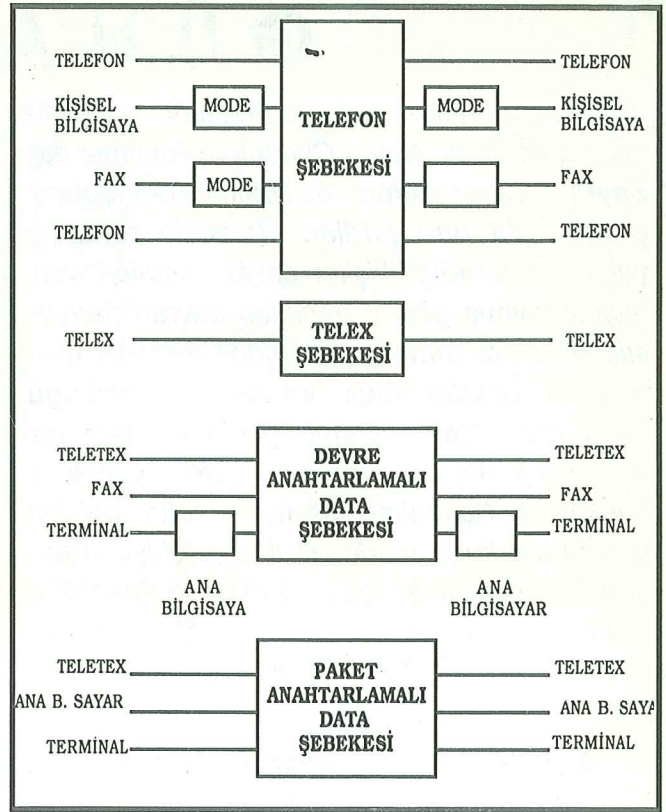 TELEFON TELEFON
KİŞİSEL BİLGİSAYA MODE MODE KİŞİSEL BİLGİSAYA
TELEFON ŞEBEKESİ
FAX MODE FAX
TELEFON TELEFON
TELEX TELEX ŞEBEKESİ TELEX
TELETEX TELETEX
FAX FAX
TERMİNAL TERMİNAL
DEVRE
ANAHTARLAMALI
DATA
ŞEBEKESİ
ANA
BİLGİSAYA
ANA
BİLGİSAYAR
TELETEX TELETEX
ANA B. SAYAR ANA B. SAYA
TERMİNAL TERMİNAL
PAKET
ANAHTARLAMALI
DATA
ŞEBEKESİ